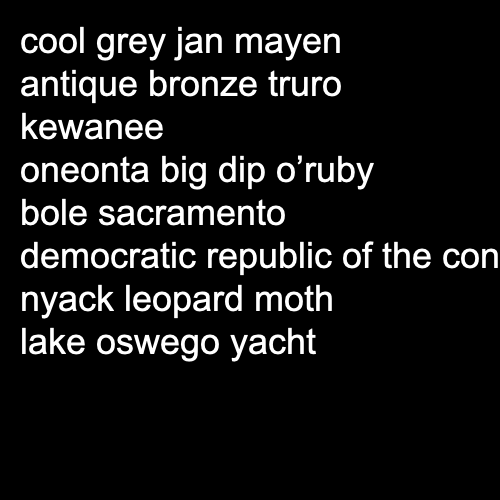 cool grey jan mayen
antique bronze truro
kewanee
oneonta big dip o’ruby
bole sacramento
democratic republic of the con
nyack leopard moth
lake oswego yacht